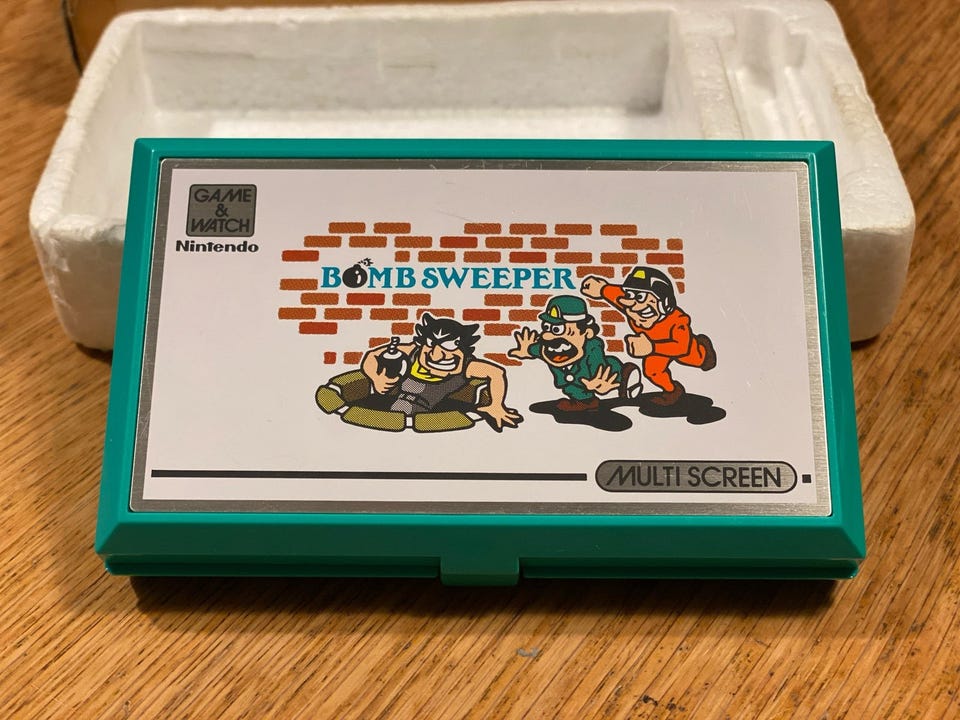 GAME
&
WATCH
Nintendo
BOMB SWEEPER
MULTI SCREEN